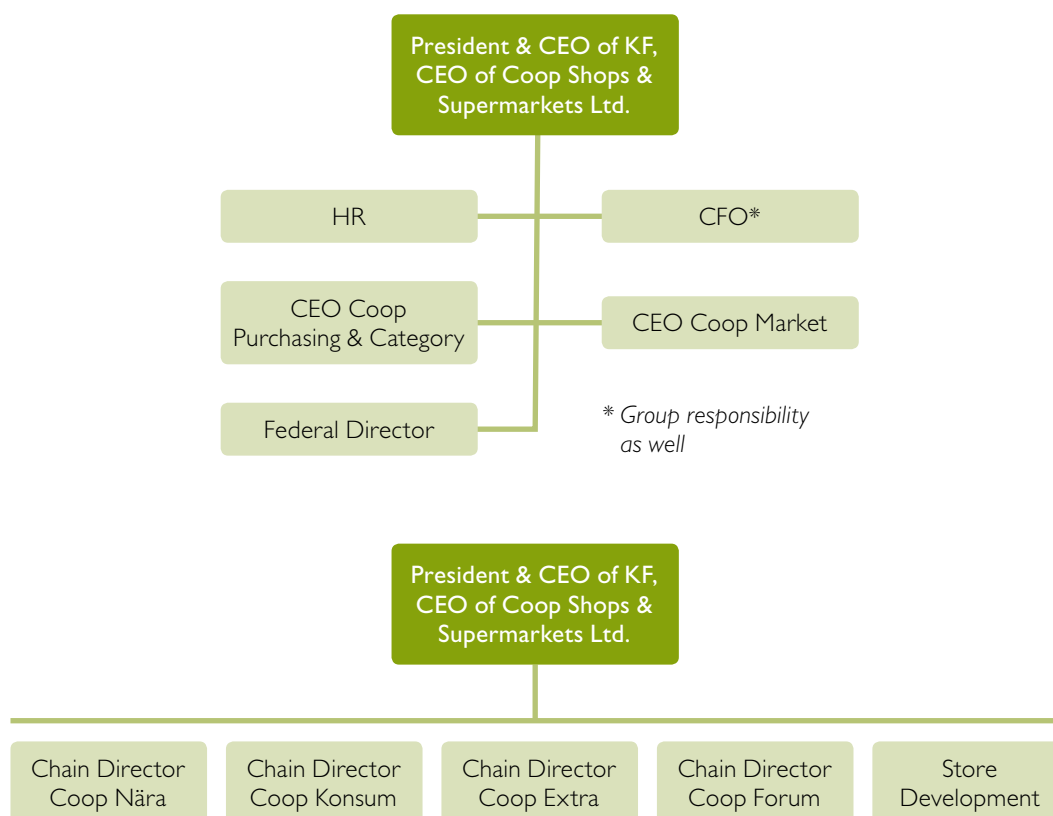 President & CEO of KF,
CEO of Coop Shops &
Supermarkets Ltd.
HR
CFO*
CEO Coop
Purchasing & Category
CEO Coop Market
Federal Director
* Group responsibility
as well
President & CEO of KF,
CEO of Coop Shops &
Supermarkets Ltd.
Chain Director
Coop Nära
Chain Director
Coop Konsum
Chain Director
Coop Extra
Chain Director
Coop Forum
Store
Development